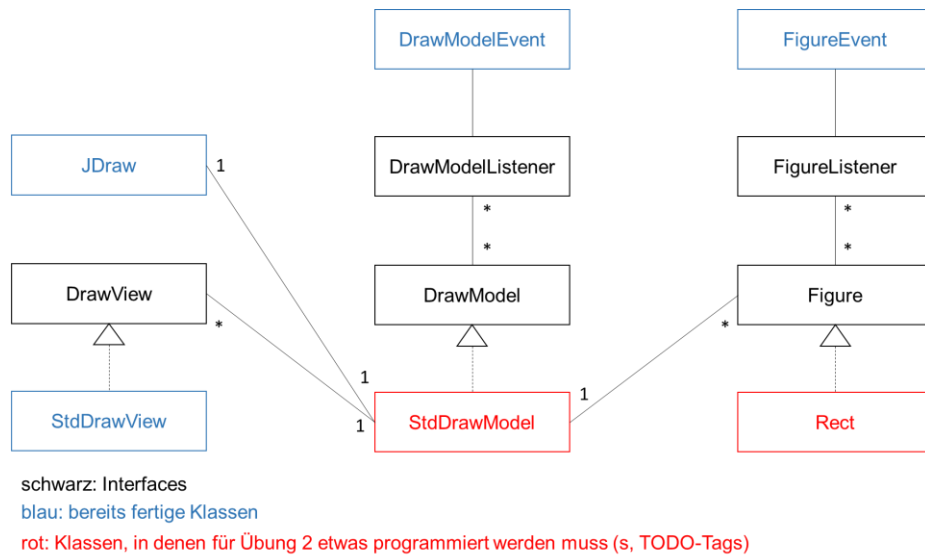 DrawModelEvent
FigureEvent
JDraw
1
DrawModelListener
FigureListener
*
*
*
*
DrawView
DrawModel
Figure
*
*
1
1
1
StdDrawView
StdDrawModel
Rect
schwarz: Interfaces
blau: bereits fertige Klassen
rot: Klassen, in denen für Übung 2 etwas programmiert werden muss (s, TODO-Tags)